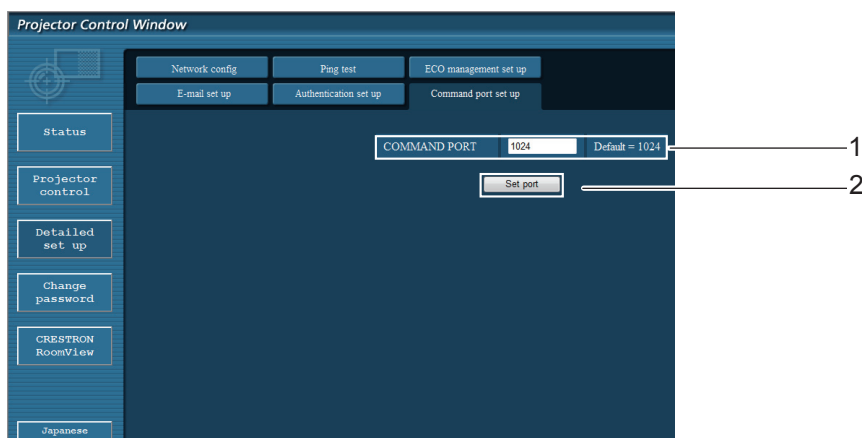 Projector Control Window
Network config
Ping test
ECO management set up
E-mail set up
Authentication set up
Command port set up
Status
Projector
control
Detailed
set up
Change
password
CRESTRON
RoomView
Japanese
COMMAND PORT
1024
Default = 1024
1
Set port
2